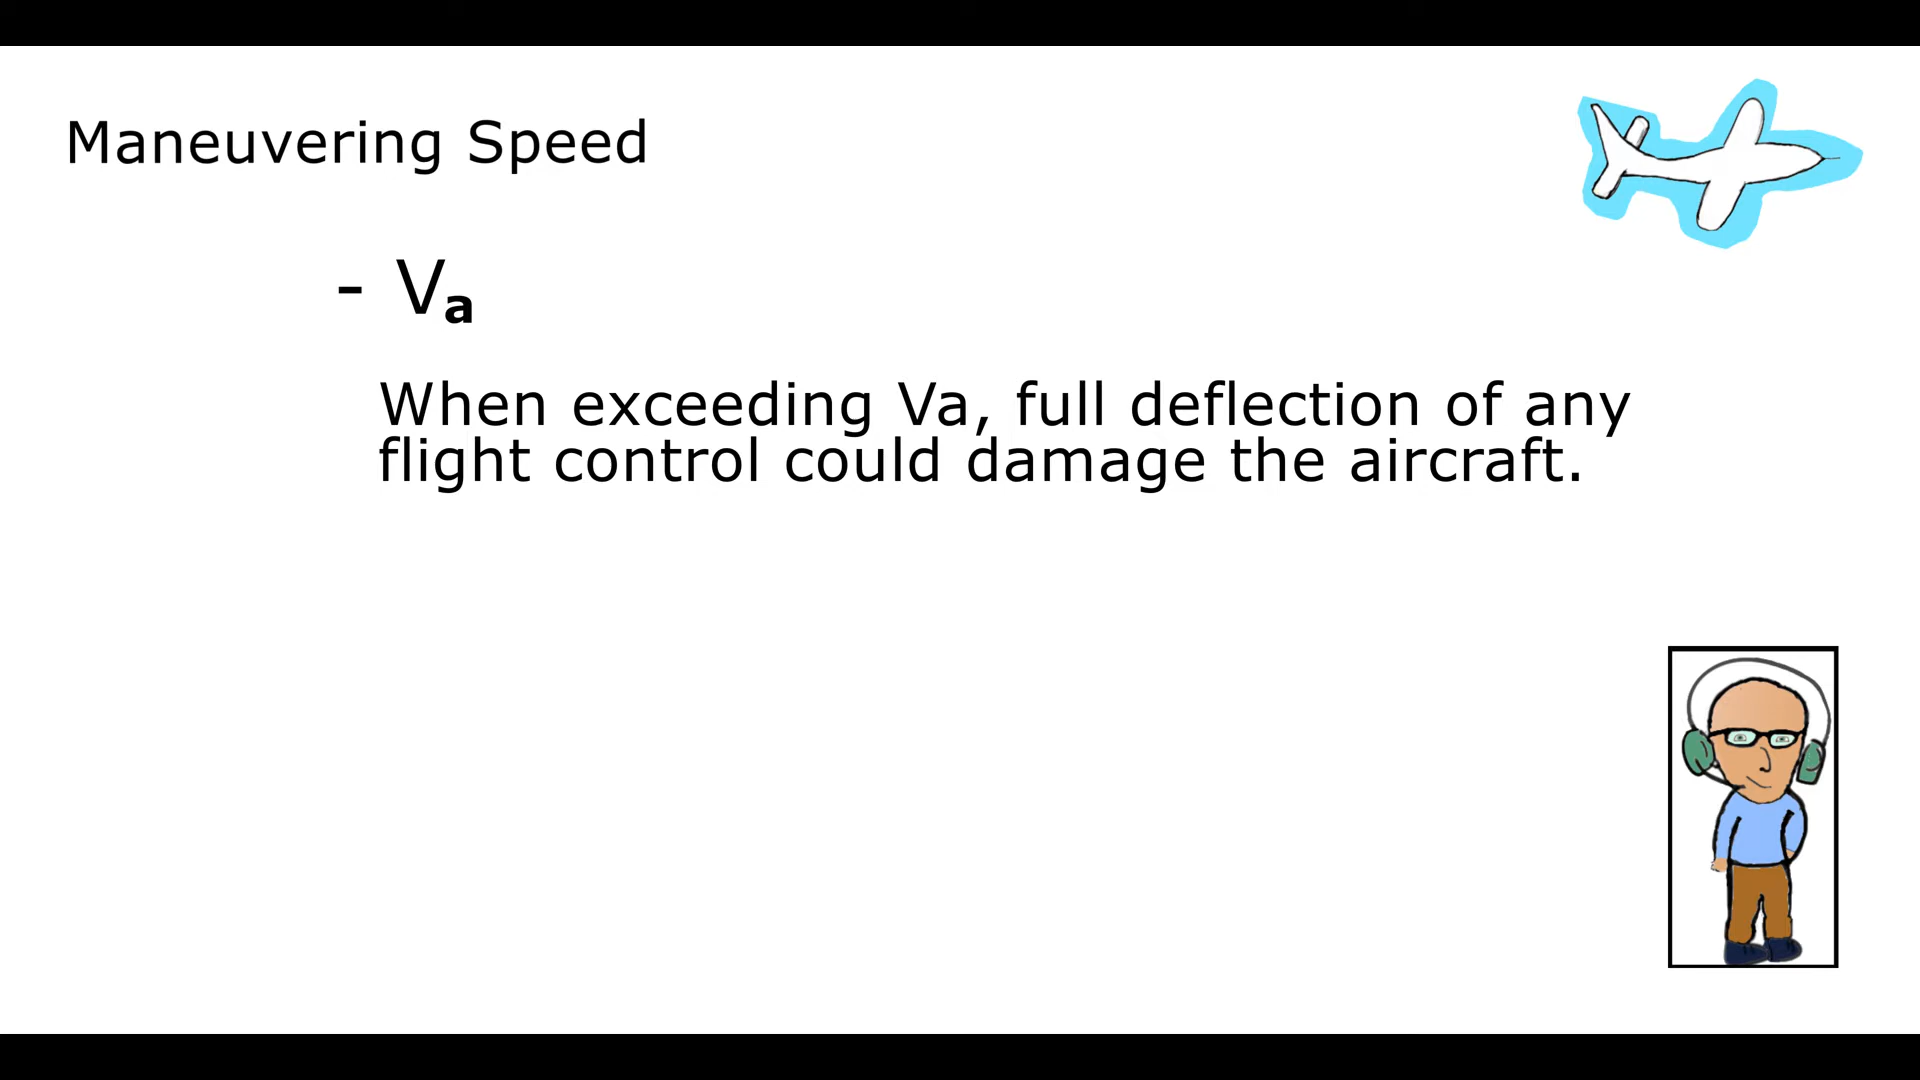 Maneuvering Speed
- Va
When exceeding Va, full deflection of any
flight control could damage the aircraft.